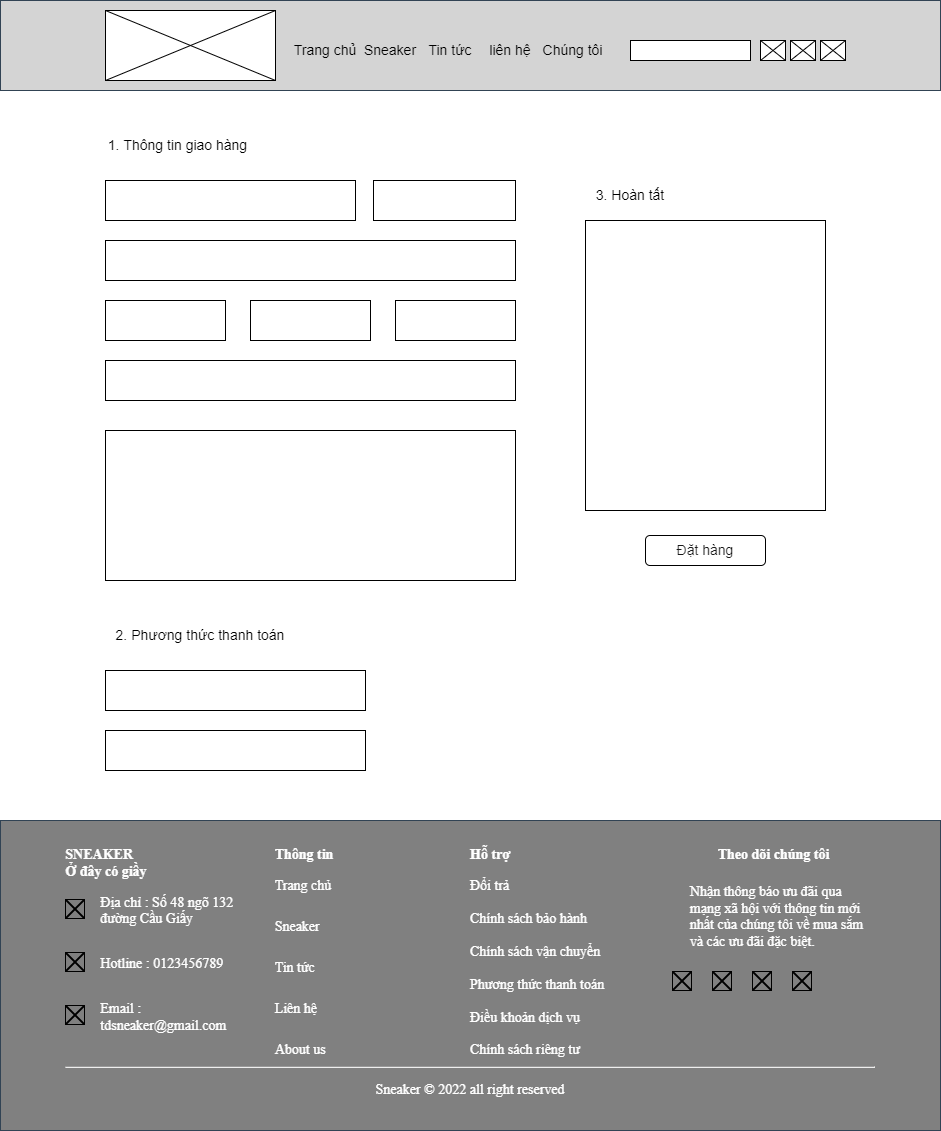 Trang chủ Sneaker Tin tức liên hệ Chúng tôi
1. Thông tin giao hàng
3. Hoàn tất
Đặt hàng
2. Phương thức thanh toán
SNEAKER
Ở đây có giầy
Địa chỉ : Số 48 ngõ 132
đường Cầu Giấy
Hotline : 0123456789
Email :
tdsneaker@gmail.com
Thông tin
Trang chủ
Sneaker
Tin tức
Liên hệ
About us
Hỗ trợ
Đổi trả
Chính sách bảo hành
Chính sách vận chuyển
Phương thức thanh toán
Điều khoản dịch vụ
Chính sách riêng tư
Theo dõi chúng tôi
Nhận thông báo ưu đãi qua
mạng xã hội với thông tin mới
nhất của chúng tôi về mua sắm
và các ưu đãi đặc biệt.
Sneaker © 2022 all right reserved